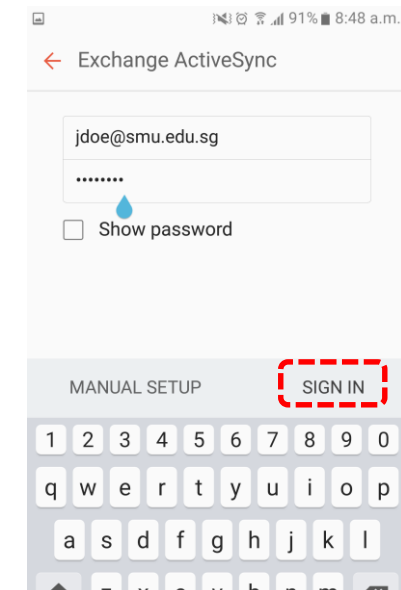 91% 8:48 a.m.
Exchange ActiveSync
jdoe@smu.edu.sg
••••••••
Show password
MANUAL SETUP SIGN IN
1 2 3 4 5 6 7 8 9 0
q w e r t y u i o p
a s d f g h j k l